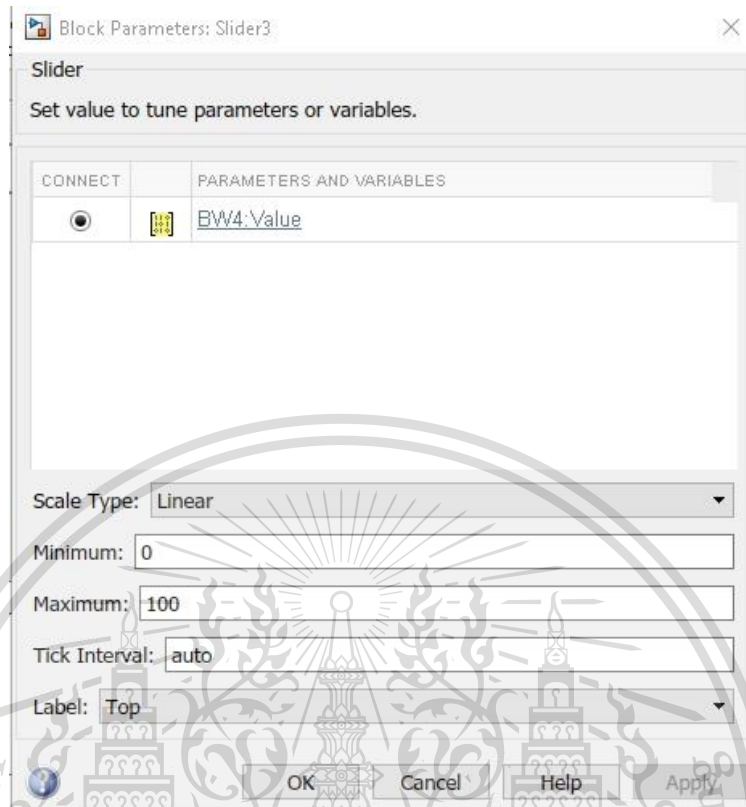 Block Parameters: Slider3
Slider
Set value to tune parameters or variables.
CONNECT PARAMETERS AND VARIABLES
BW4:Value
Scale Type: Linear
Minimum: 0
Maximum: 100
Tick Interval: auto
Label: Top
OK Cancel Help Apply